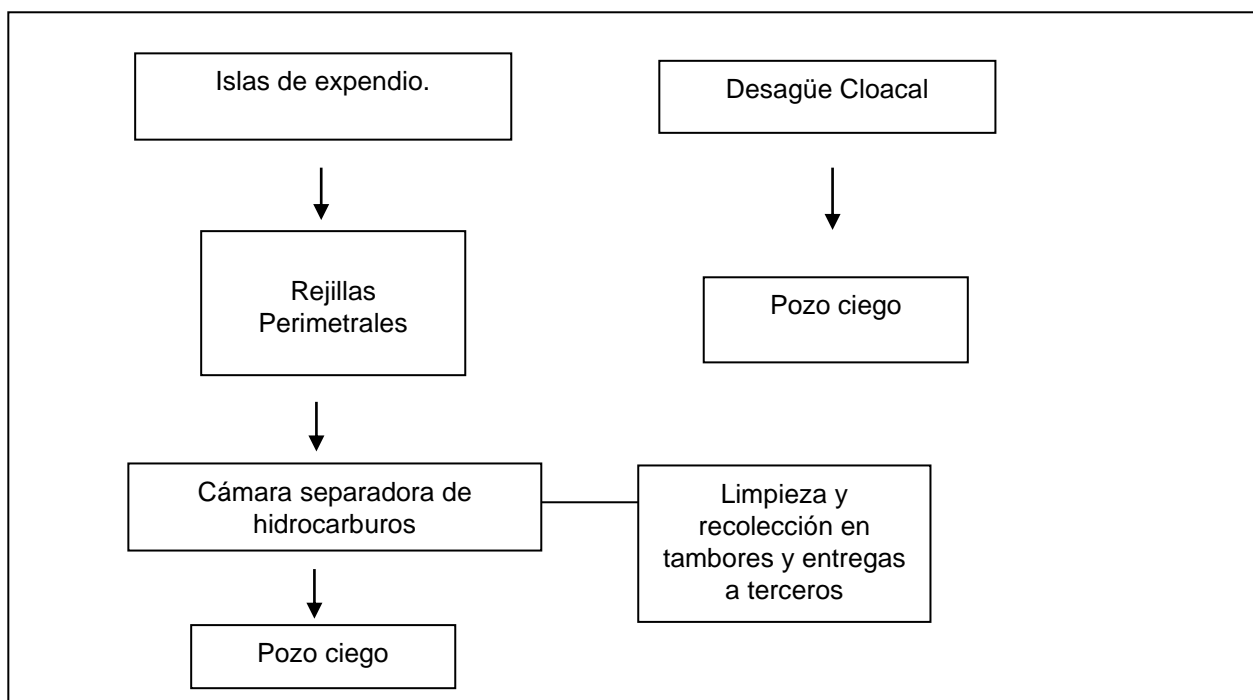 Islas de expendio.
Desagüe Cloacal
Rejillas
Perimetrales
Pozo ciego
Cámara separadora de
hidrocarburos
Limpieza y
recolección en
tambores y entregas
a terceros
Pozo ciego